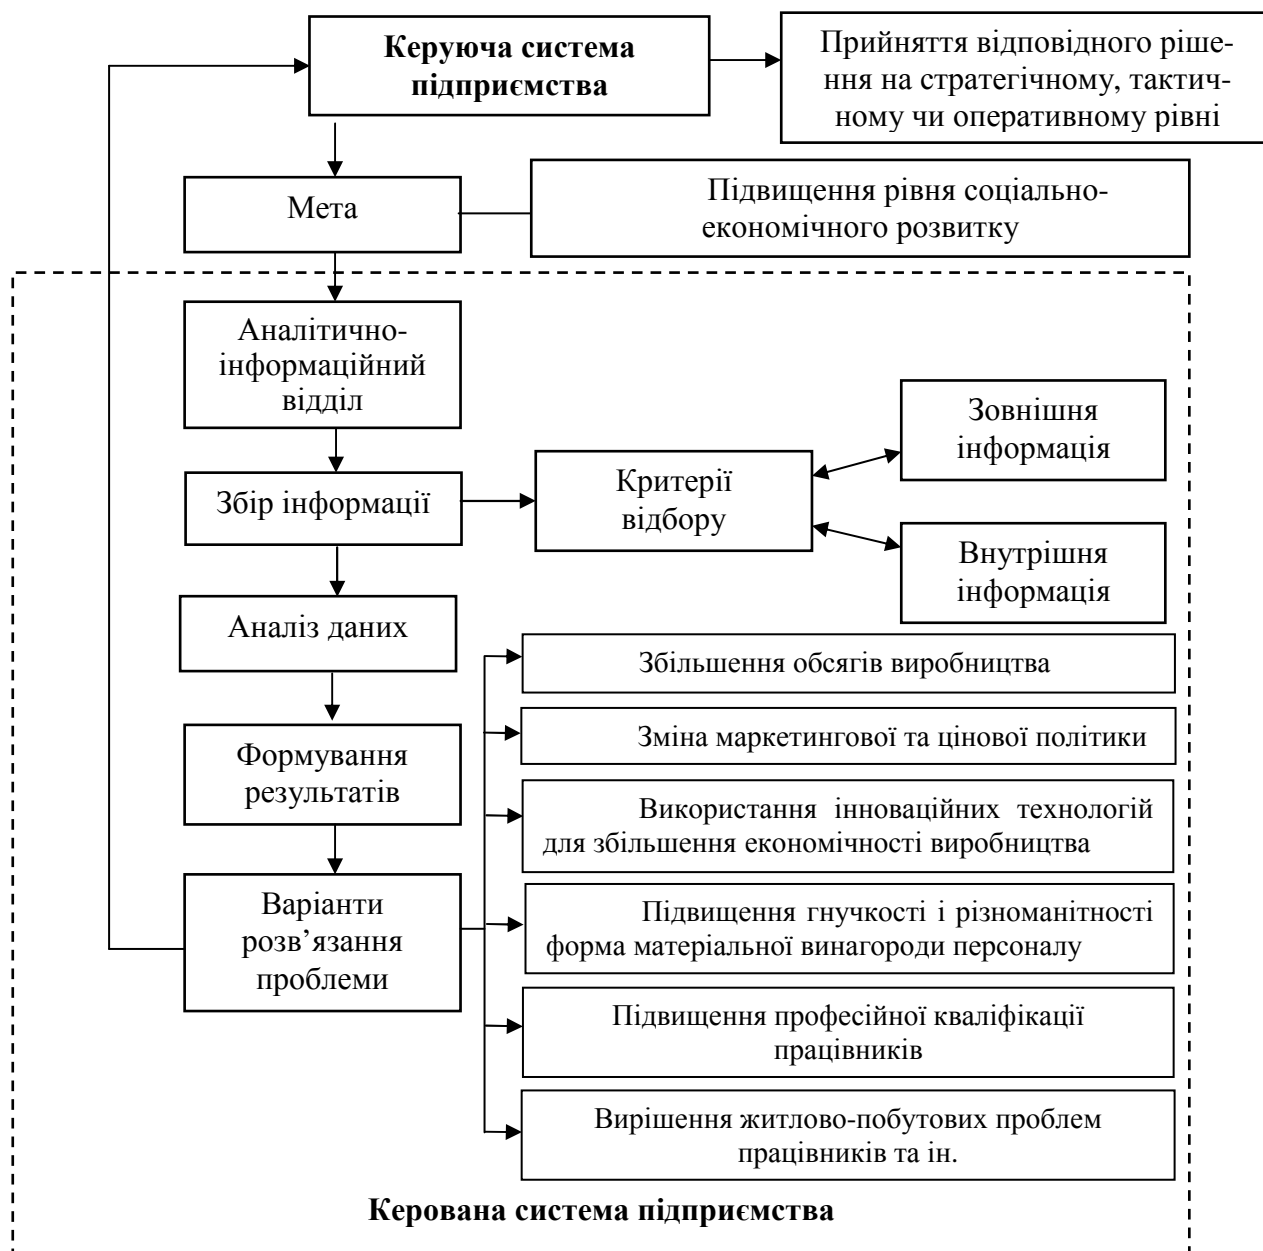 Керуюча система
підприємства
Прийняття відповідного ріше-
ння на стратегічному, тактич-
ному чи оперативному рівні
Мета
Підвищення рівня соціально-
економічного розвитку
Аналітично-
інформаційний
відділ
Зовнішня
інформація
Збір інформації
Критерії
відбору
Внутрішня
інформація
Аналіз даних
Збільшення обсягів виробництва
Формування
результатів
Зміна маркетингової та цінової політики
Використання інноваційних технологій
для збільшення економічності виробництва
Варіанти
розв’язання
проблеми
Підвищення гнучкості і різноманітності
форма матеріальної винагороди персоналу
Підвищення професійної кваліфікації
працівників
Вирішення житлово-побутових проблем
працівників та ін.
Керована система підприємства